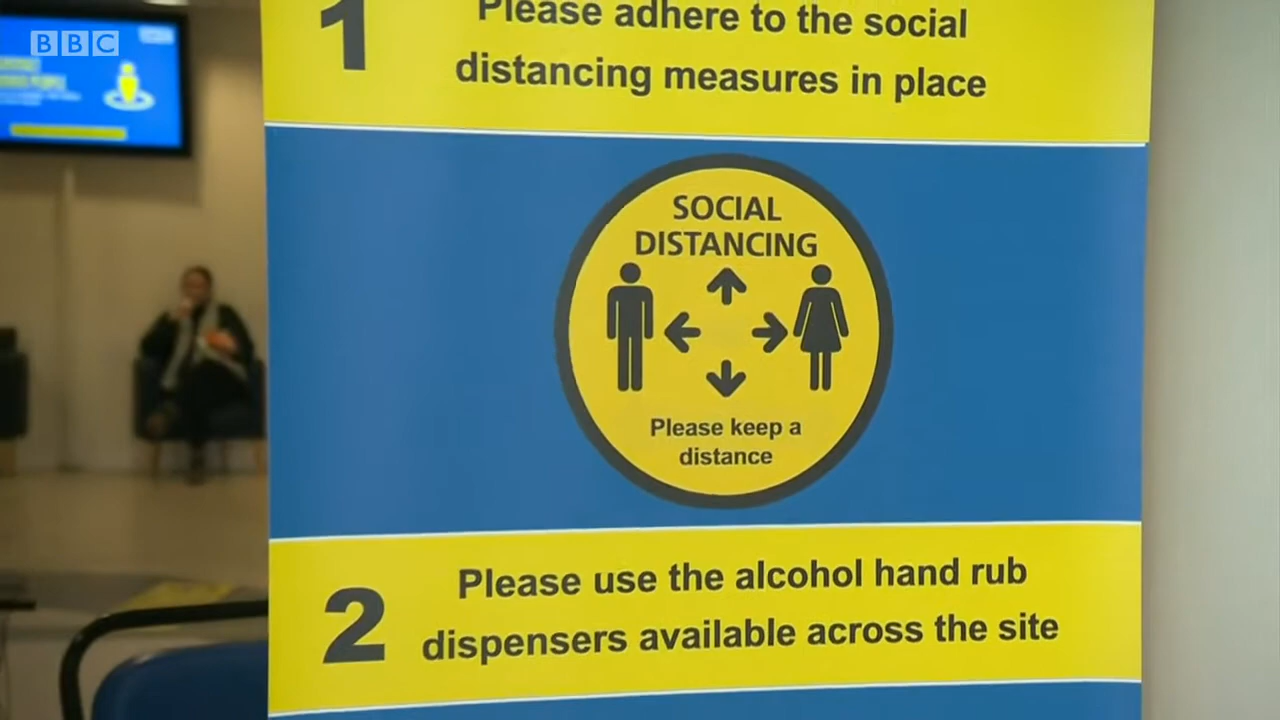 BBC
1
Please adhere to the social
distancing measures in place
SOCIAL
DISTANCING
Please keep a
distance
2
Please use the alcohol hand rub
dispensers available across the site